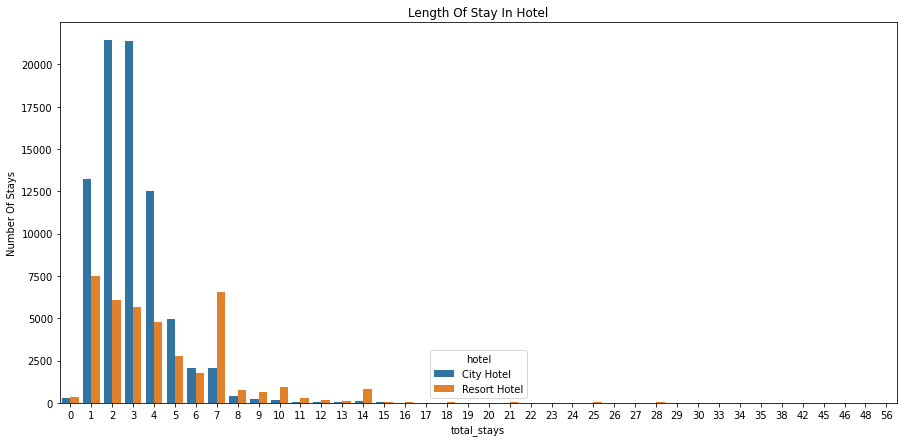 Length Of Stay In Hotel
Number Of Stays
20000
17500
15000
12500
10000
7500
5000
2500
0
hotel
City Hotel
Resort Hotel
0 1 2 3 4 5 6 7 8 9 10 11 12 13 14 15 16 17 18 19 20 21 22 23 24 25 26 27 28 29 30 33 34 35 38 42 45 46 48 56
total_stays